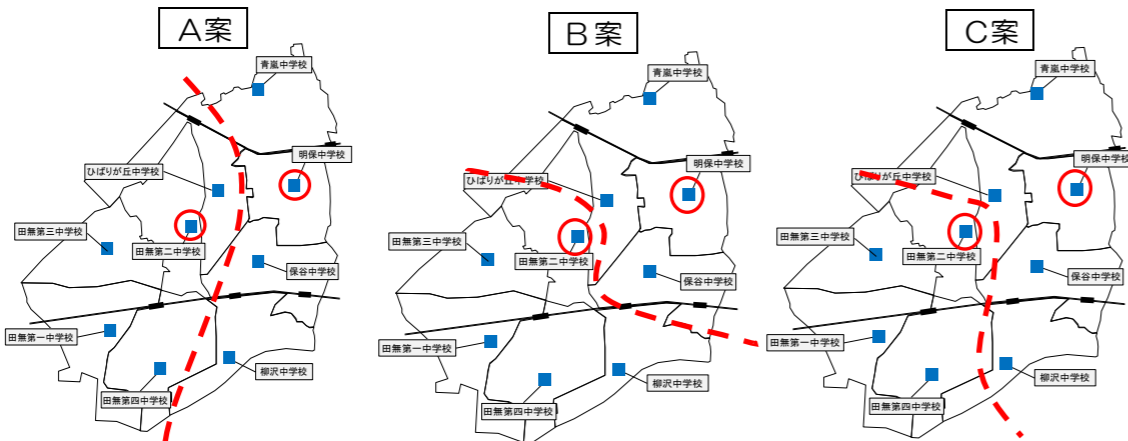 A案
青嵐中学校
明保中学校
ひばりが丘中学校
田無第三中学校
田無第二中学校
保谷中学校
田無第一中学校
柳沢中学校
田無第四中学校
B案
青嵐中学校
明保中学校
ひばりが丘中学校
田無第三中学校
田無第二中学校
保谷中学校
田無第一中学校
柳沢中学校
田無第四中学校
C案
青嵐中学校
明保中学校
ひばりが丘中学校
田無第三中学校
田無第二中学校
保谷中学校
田無第一中学校
柳沢中学校
田無第四中学校